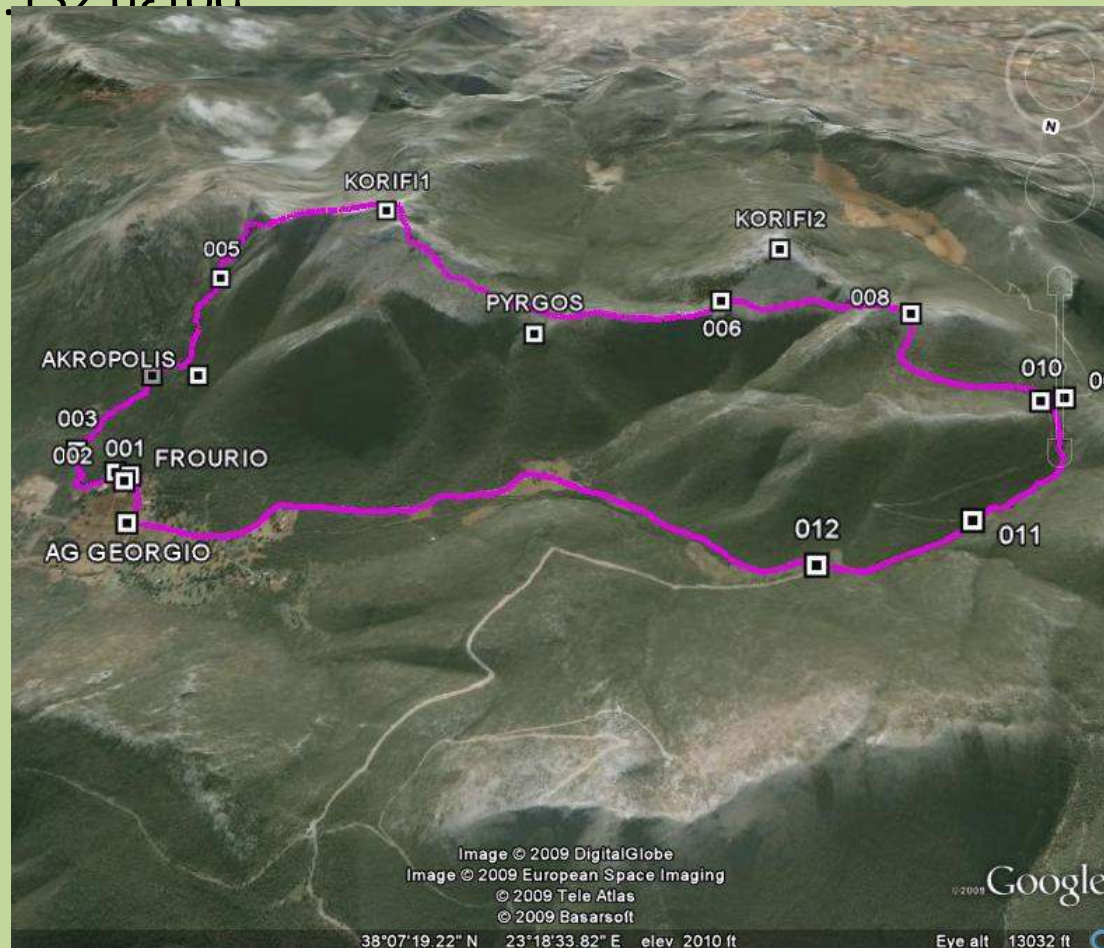 N
KORIFI1
KORIFI2
005
PYRGOS
008
006
AKROPOLIS
010
003
002 001 FROURIO
012
011
AG GEORGIO
Image © 2009 DigitalGlobe
Image © 2009 European Space Imaging
© 2009 Tele Atlas
© 2009 Basarsoft
© 2009 Google
38°07'19.22" N 23°18'33.82" E elev 2010 ft Eye alt 13032 ft